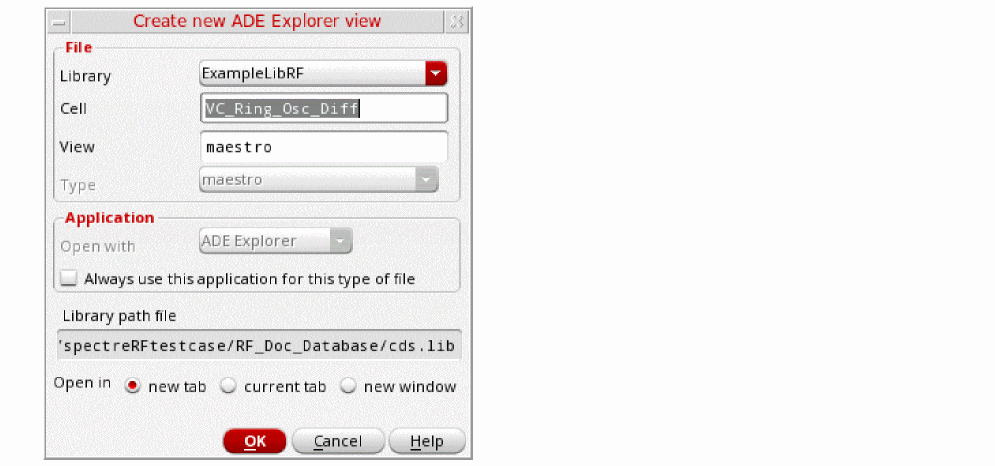 Create new ADE Explorer view
File
Library ExampleLibRF
Cell VC_Ring_Osc_Diff
View maestro
Type maestro
Application
Open with ADE Explorer
Always use this application for this type of file
Library path file
'spectreRFtestcase/RF_Doc_Database/cds.lib
Open in new tab current tab new window
OK Cancel Help